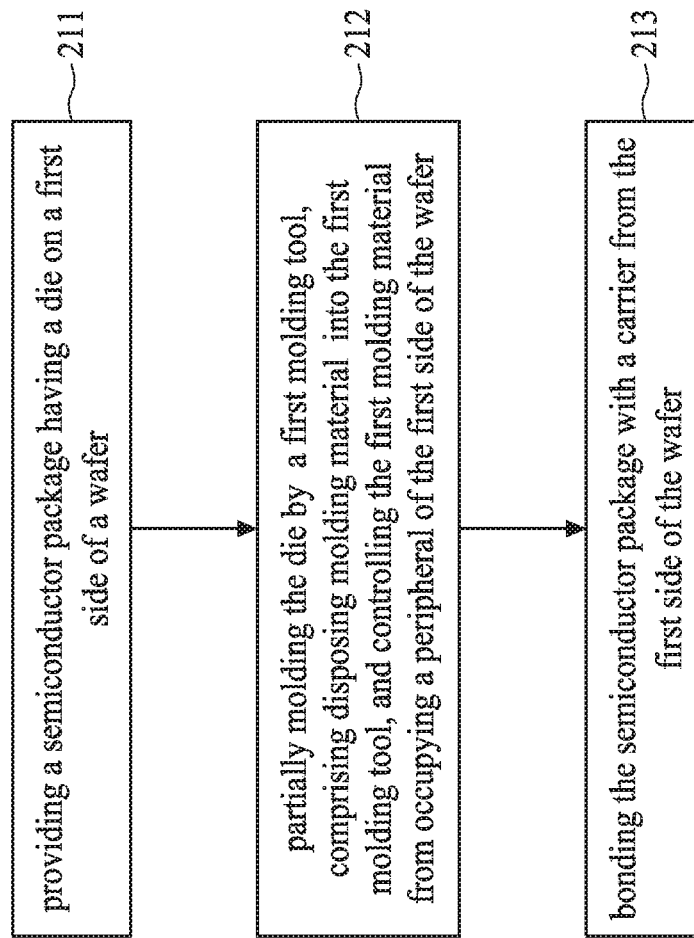 providing a semiconductor package having a die on a first
side of a wafer
211
partially molding the die by a first molding tool,
comprising disposing molding material into the first
molding tool, and controlling the first molding material
from occupying a peripheral of the first side of the wafer
212
bonding the semiconductor package with a carrier from the
first side of the wafer
213